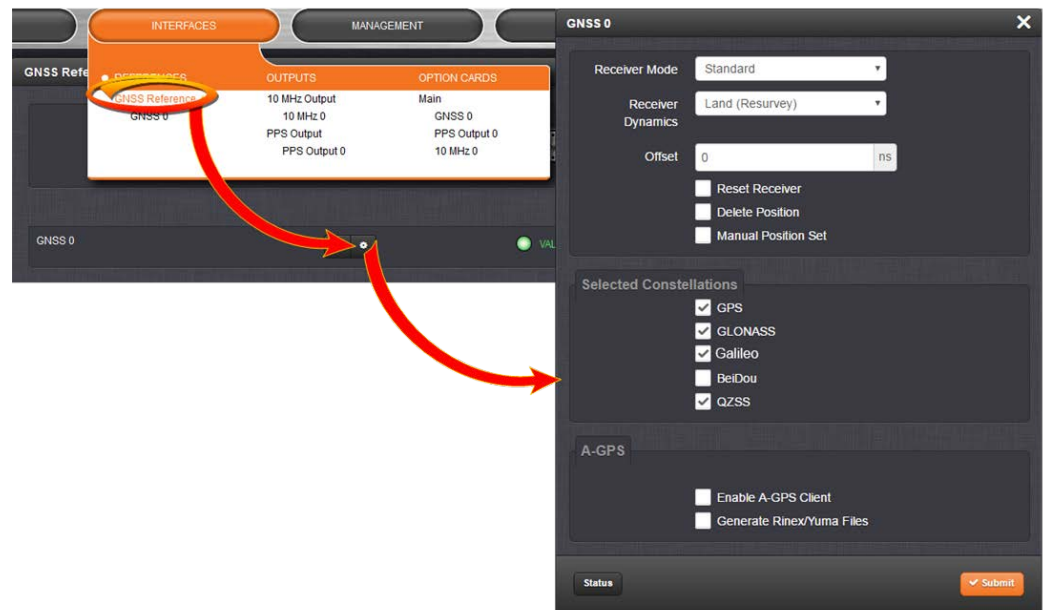 INTERFACES
MANAGEMENT
GNSS Refe
REFERENCES
OUTPUTS
OPTION CARDS
GNSS Reference
10 MHz Output
Main
GNSS 0
10 MHz 0
GNSS 0
PPS Output
PPS Output 0
PPS Output 0
10 MHz 0
GNSS 0
VAL
GNSS 0
Receiver Mode
Standard
Receiver Dynamics
Land (Resurvey)
Offset
0
ns
Reset Receiver
Delete Position
Manual Position Set
Selected Constellations
GPS
GLONASS
Galileo
BeiDou
QZSS
A-GPS
Enable A-GPS Client
Generate Rinex/Yuma Files
Status
Submit